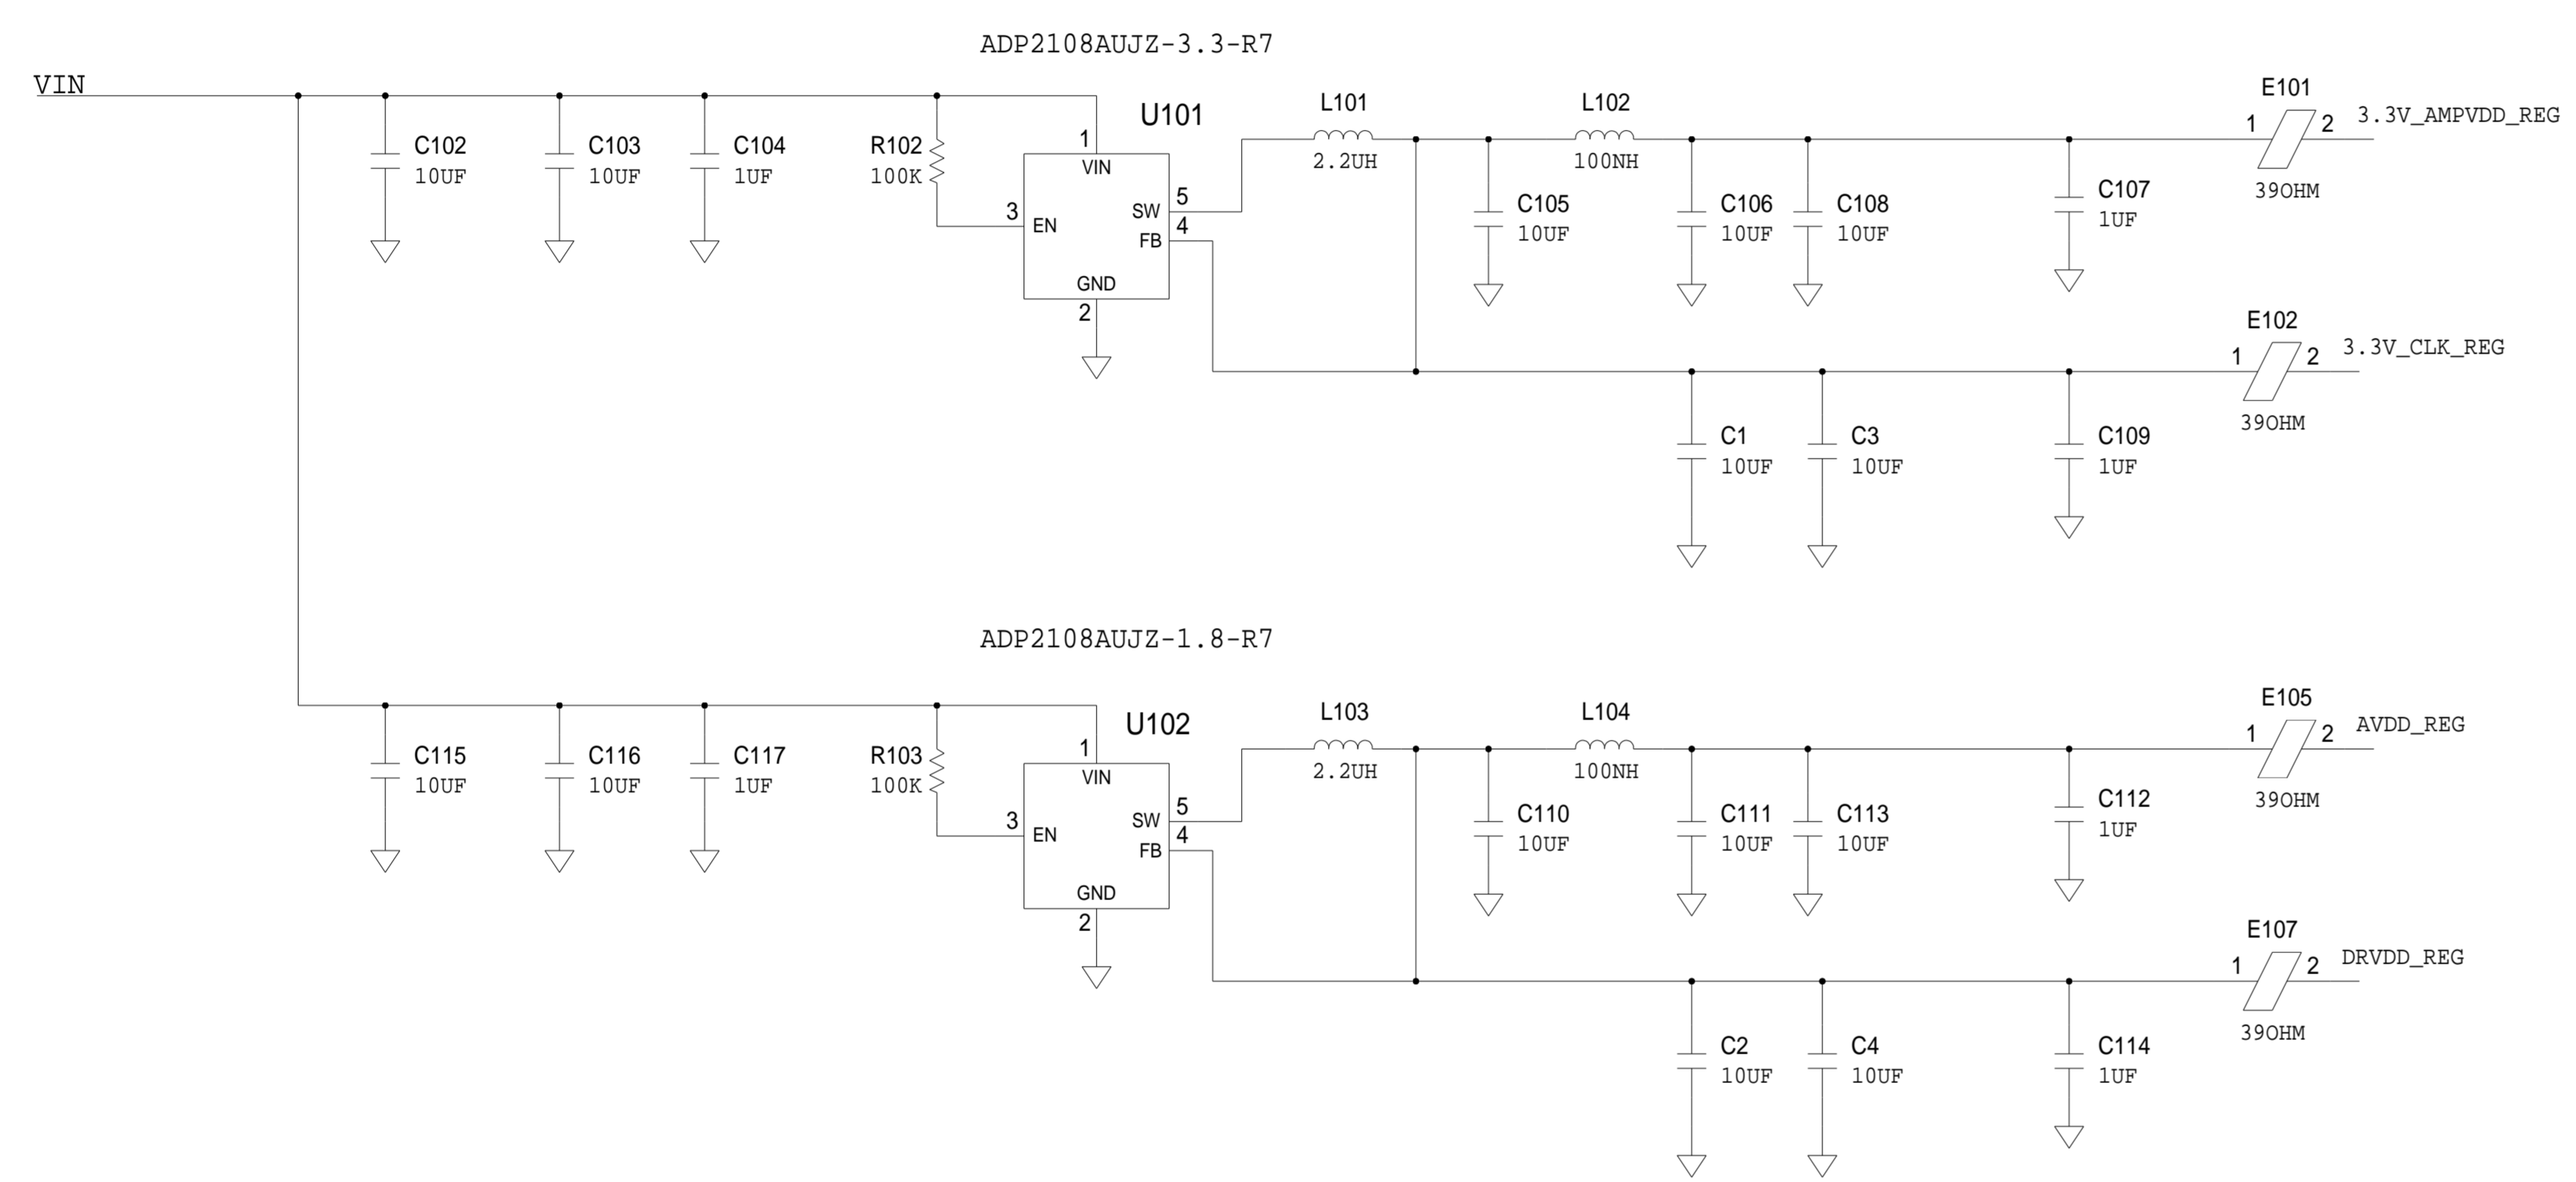 ADP2108AUJZ-3.3-R7
VIN
U101
L101
2.2UH
L102
100NH
E101
1
2
3.3V_AMPVDD_REG
39OHM
C102
10UF
C103
10UF
C104
1UF
R102
100K
1
VIN
3
EN
SW
5
FB
4
GND
2
C105
10UF
C106
10UF
C108
10UF
C107
1UF
E102
1
2
3.3V_CLK_REG
39OHM
C1
10UF
C3
10UF
C109
1UF
ADP2108AUJZ-1.8-R7
U102
L103
2.2UH
L104
100NH
E105
1
2
AVDD_REG
39OHM
C115
10UF
C116
10UF
C117
1UF
R103
100K
1
VIN
3
EN
SW
5
FB
4
GND
2
C110
10UF
C111
10UF
C113
10UF
C112
1UF
E107
1
2
DRVDD_REG
39OHM
C2
10UF
C4
10UF
C114
1UF